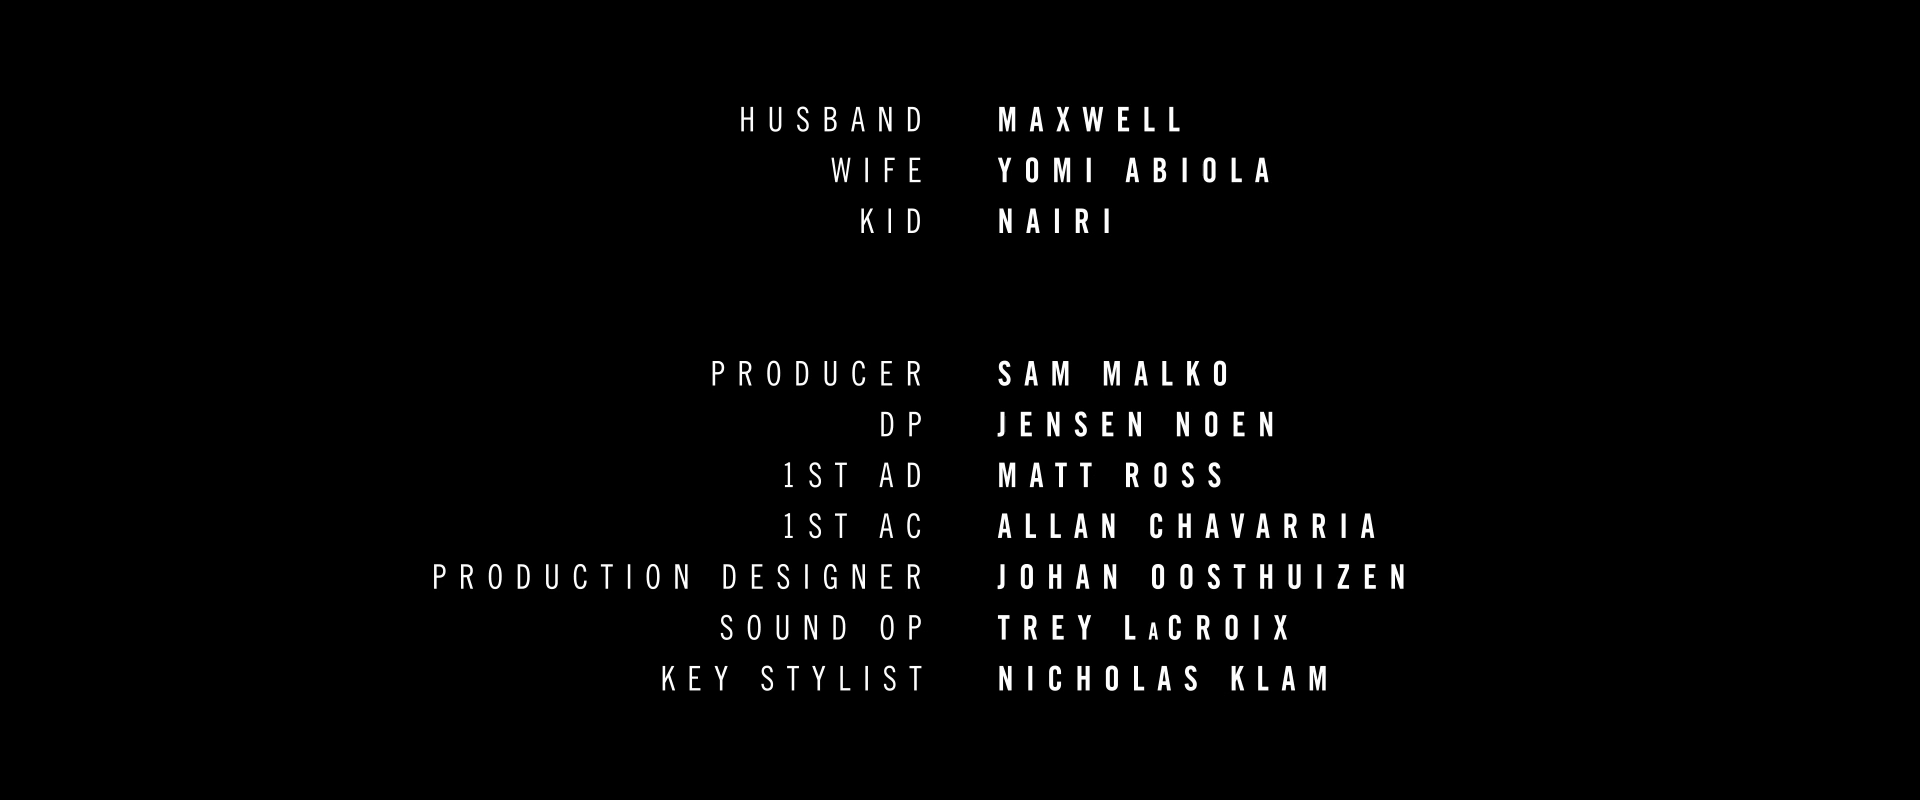 HUSBAND MAXWELL
WIFE YOMI ABIOLA
KID NAIRI
PRODUCER SAM MALKO
DP JENSEN NOEN
1ST AD MATT ROSS
1ST AC ALLAN CHAVARRIA
PRODUCTION DESIGNER JOHAN OOSTHUIZEN
SOUND OP TREY LaCROIX
KEY STYLIST NICHOLAS KLAM